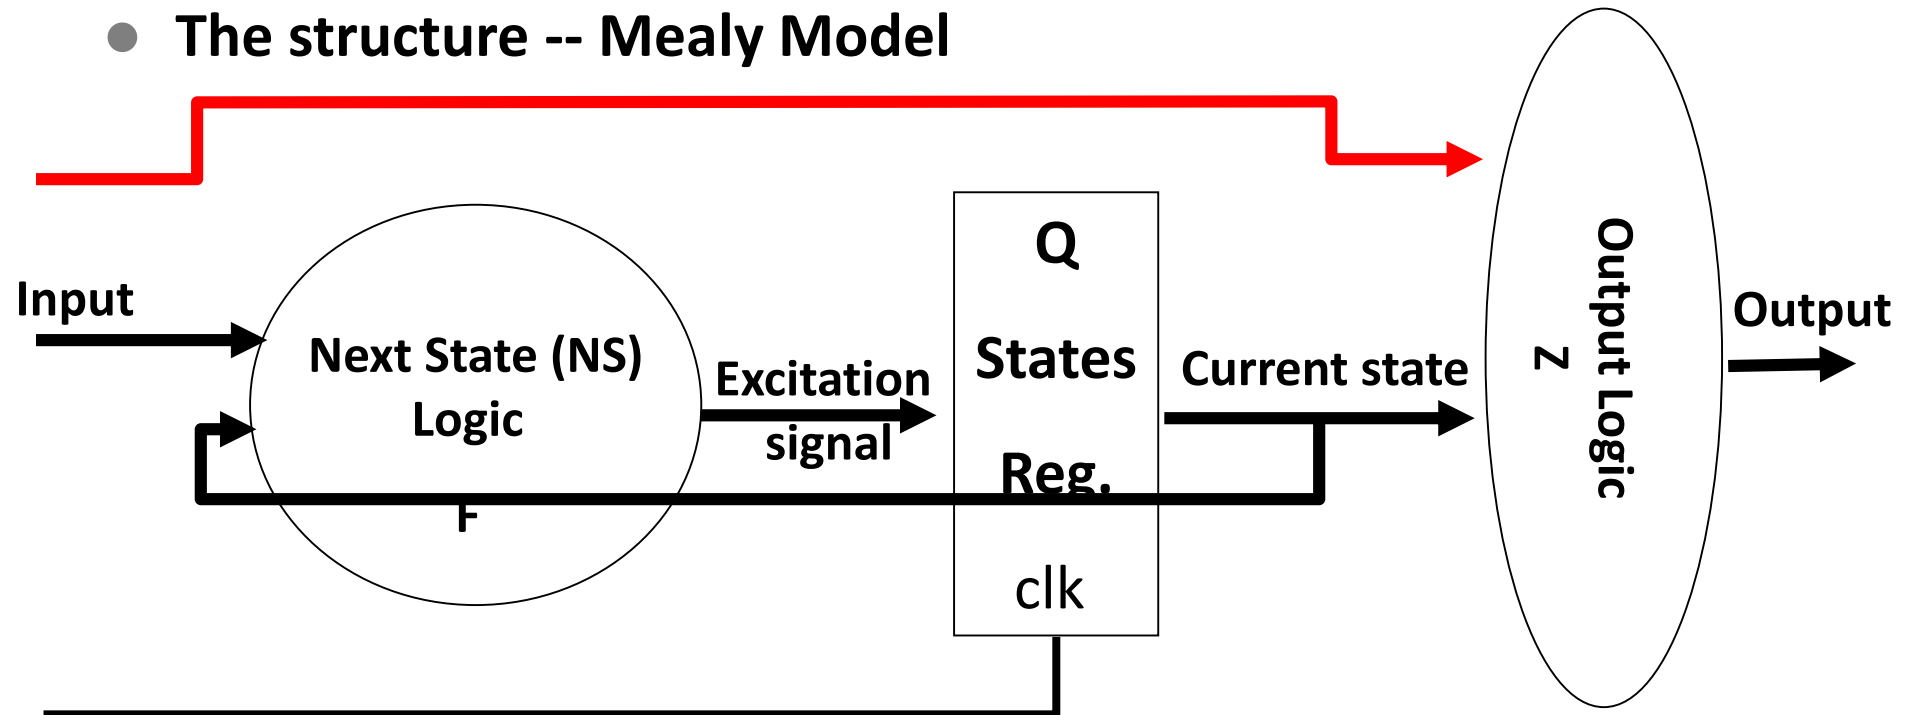 The structure -- Mealy Model
Input
Next State (NS)
Logic
F
Excitation
signal
Q
States
Reg.
clk
Current state
Output Logic
Z
Output